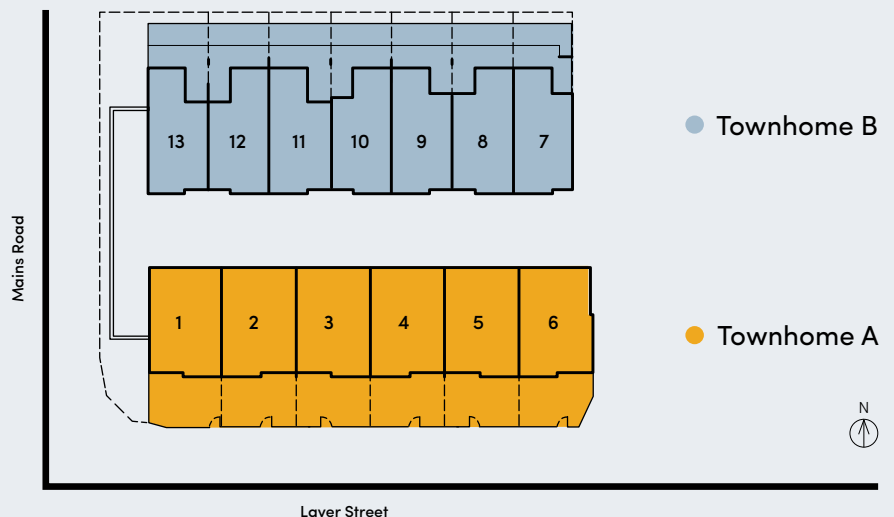 13 12 11 10 9 8 7
Townhome B
Mains Road
1 2 3 4 5 6
Townhome A
N
Laver Street